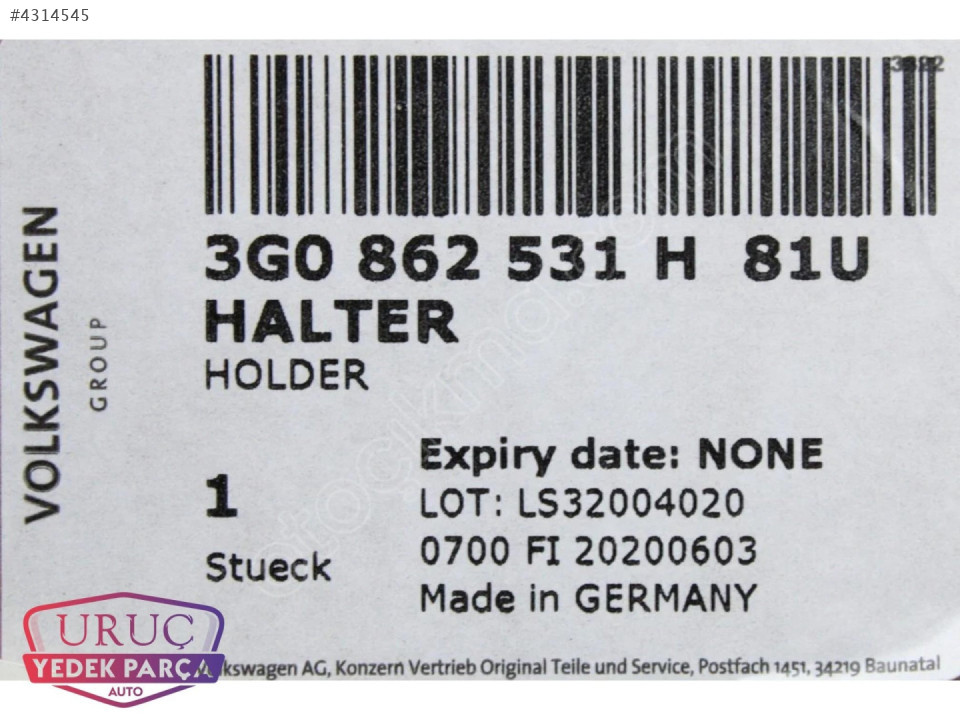 #4314545
3G0 862 531 H 81U
HALTER
HOLDER
VOLKSWAGEN
GROUP
Expiry date: NONE
1
LOT: LS32004020
Stueck
0700 FI 20200603
Made in GERMANY
URUÇ
YEDEK PARÇA
AUTO
Volkswagen AG, Konzern Vertrieb Original Teile und Service, Postfach 1451, 34219 Baunatal